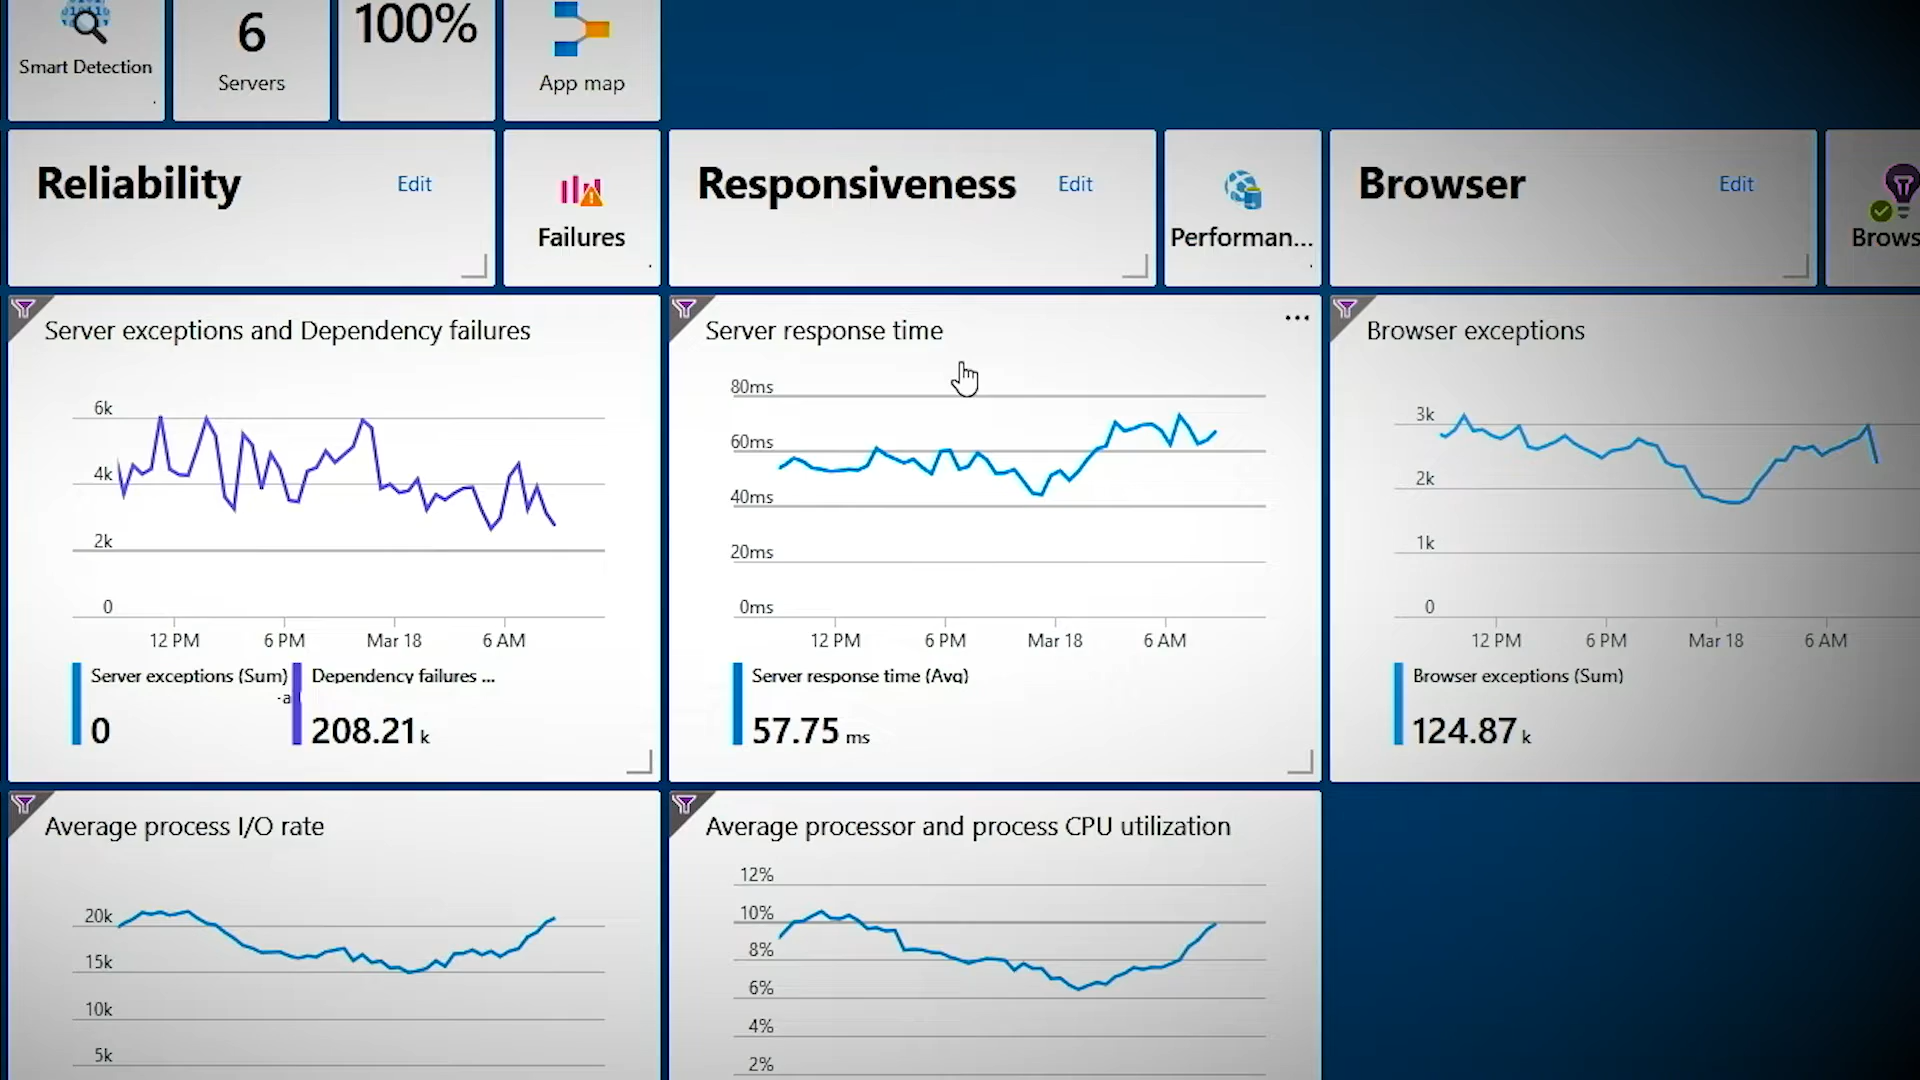 Smart Detection
6
Servers
100%
App map
Reliability
Edit
Failures
Responsiveness
Edit
Performan...
Browser
Edit
Brows
Server exceptions and Dependency failures
6k
4k
2k
0
12 PM
6 PM
Mar 18
6 AM
Server exceptions (Sum)
0
Dependency failures ...
208.21 k
Server response time
80ms
60ms
40ms
20ms
0ms
12 PM
6 PM
Mar 18
6 AM
Server response time (Avg)
57.75 ms
Browser exceptions
3k
2k
1k
0
12 PM
6 PM
Mar 18
6 AM
Browser exceptions (Sum)
124.87 k
Average process I/O rate
20k
15k
10k
5k
Average processor and process CPU utilization
12%
10%
8%
6%
4%
2%